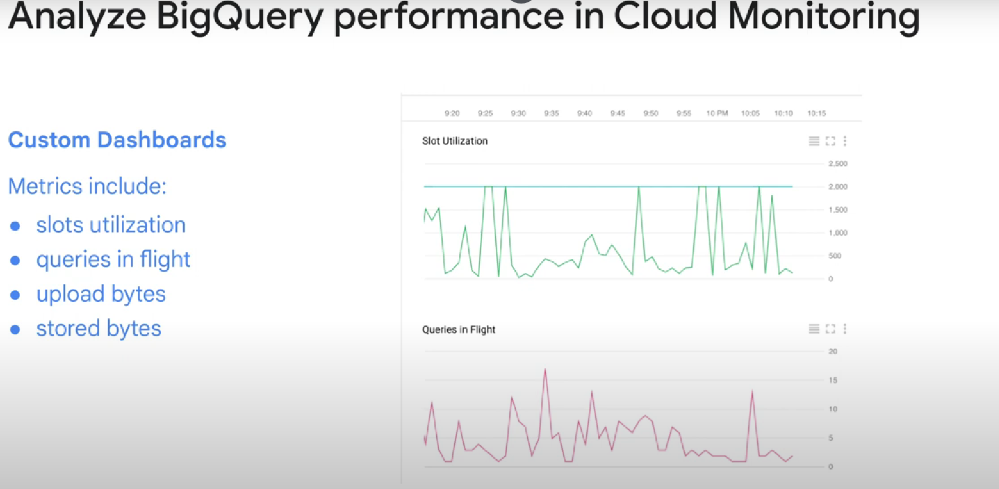 Analyze BigQuery performance in Cloud Monitoring
Custom Dashboards
Metrics include:
● slots utilization
● queries in flight
● upload bytes
● stored bytes
9:20 9:25 9:30 9:35 9:40 9:45 9:50 9:55 10 PM 10:05 10:10 10:15
Slot Utilization
2,500
2,000
1,500
1,000
500
0
Queries in Flight
20
15
10
5
0